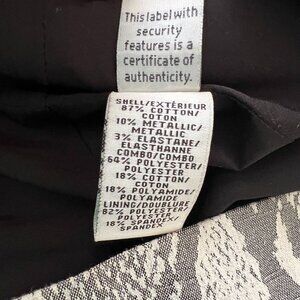 This label with
security
features is a
certificate of
authenticity.
SHELL/EXTÉRIEUR
87% COTTON/
COTON
10% METALLIC/
METALLIC
3% ELASTANE/
ELASTHANNE
COMBO/COMBO
64% POLYESTER/
POLYESTER
18% COTTON/
COTON
18% POLYAMIDE/
POLYAMIDE
LINING/DOUBLURE
82% POLYESTER/
POLYESTER
18% SPANDEX/
SPANDEX